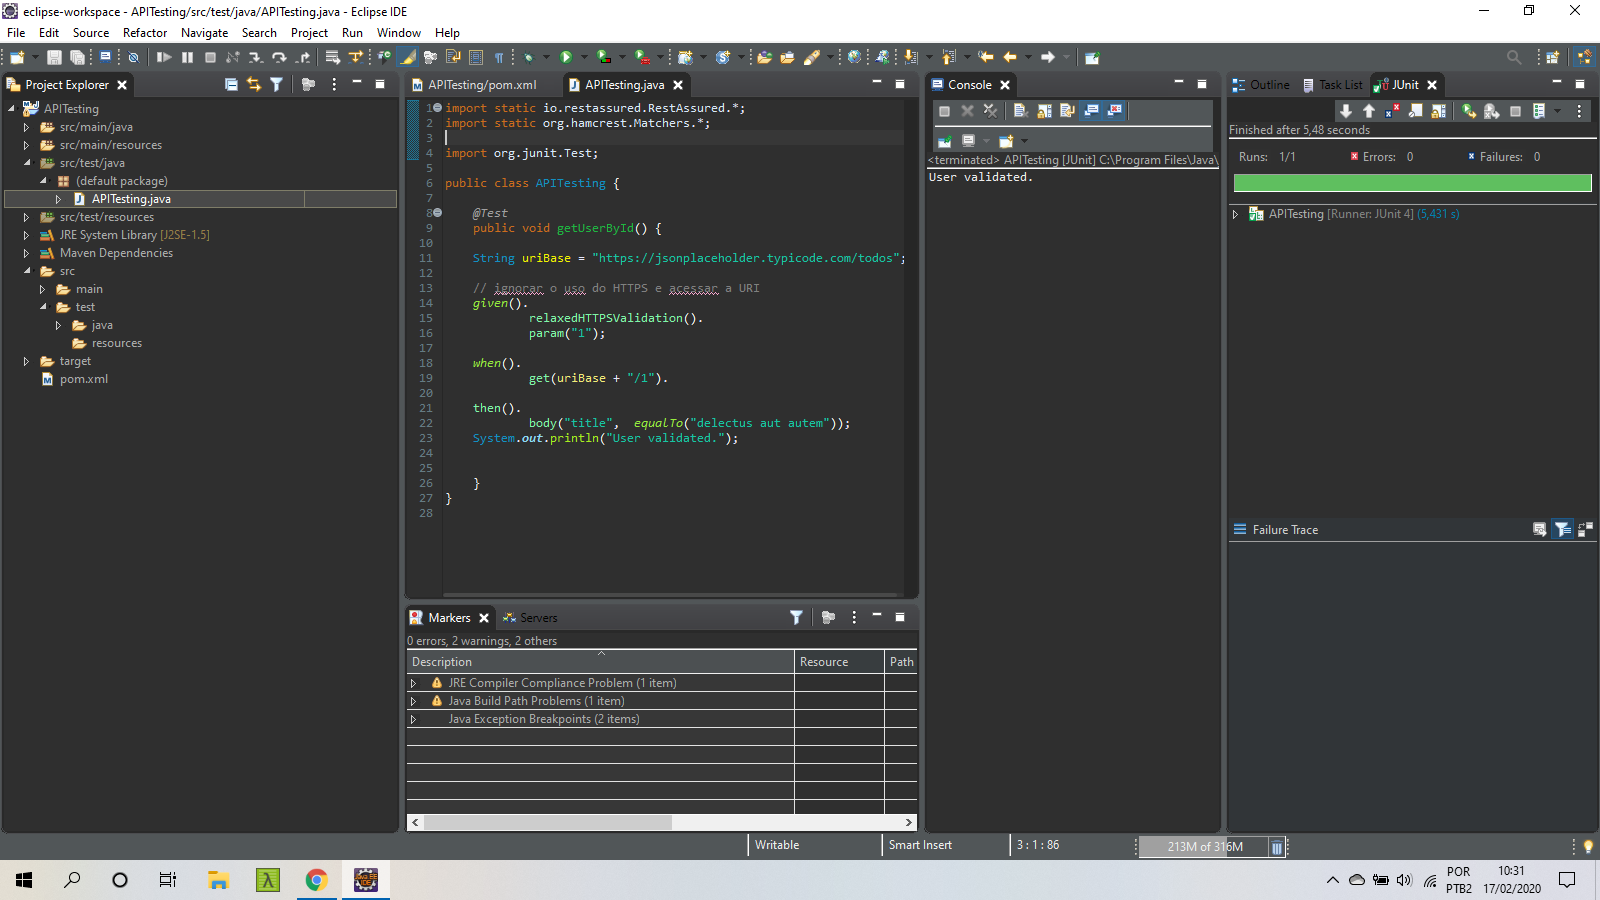 eclipse-workspace - APITesting/src/test/java/APITesting.java - Eclipse IDE
File Edit Source Refactor Navigate Search Project Run Window Help
Project Explorer
APITesting
src/main/java
src/main/resources
src/test/java
(default package)
APITesting.java
src/test/resources
JRE System Library [J2SE-1.5]
Maven Dependencies
src
main
test
java
resources
target
pom.xml
APITesting/pom.xml APITesting.java
1 import static io.restassured.RestAssured.*;
2 import static org.hamcrest.Matchers.*;
3
4 import org.junit.Test;
5
6 public class APITesting {
7
8 @Test
9 public void getUserById() {
10
11 String uriBase = "https://jsonplaceholder.typicode.com/todos";
12
13 // ignorar o uso do HTTPS e acessar a URI
14 given().
15 relaxedHTTPSValidation().
16 param("1");
17
18 when().
19 get(uriBase + "/1").
20
21 then().
22 body("title", equalTo("delectus aut autem"));
23 System.out.println("User validated.");
24
25
26 }
27 }
28
Markers Servers
0 errors, 2 warnings, 2 others
Description Resource Path
JRE Compiler Compliance Problem (1 item)
Java Build Path Problems (1 item)
Java Exception Breakpoints (2 items)
Console
<terminated> APITesting [JUnit] C:\Program Files\Java\
User validated.
Outline Task List JUnit
Finished after 5,48 seconds
Runs: 1/1 Errors: 0 Failures: 0
APITesting [Runner: JUnit 4] (5,431 s)
Failure Trace
Writable Smart Insert 3 : 1 : 86 213M of 316M
POR
PTB2
10:31
17/02/2020